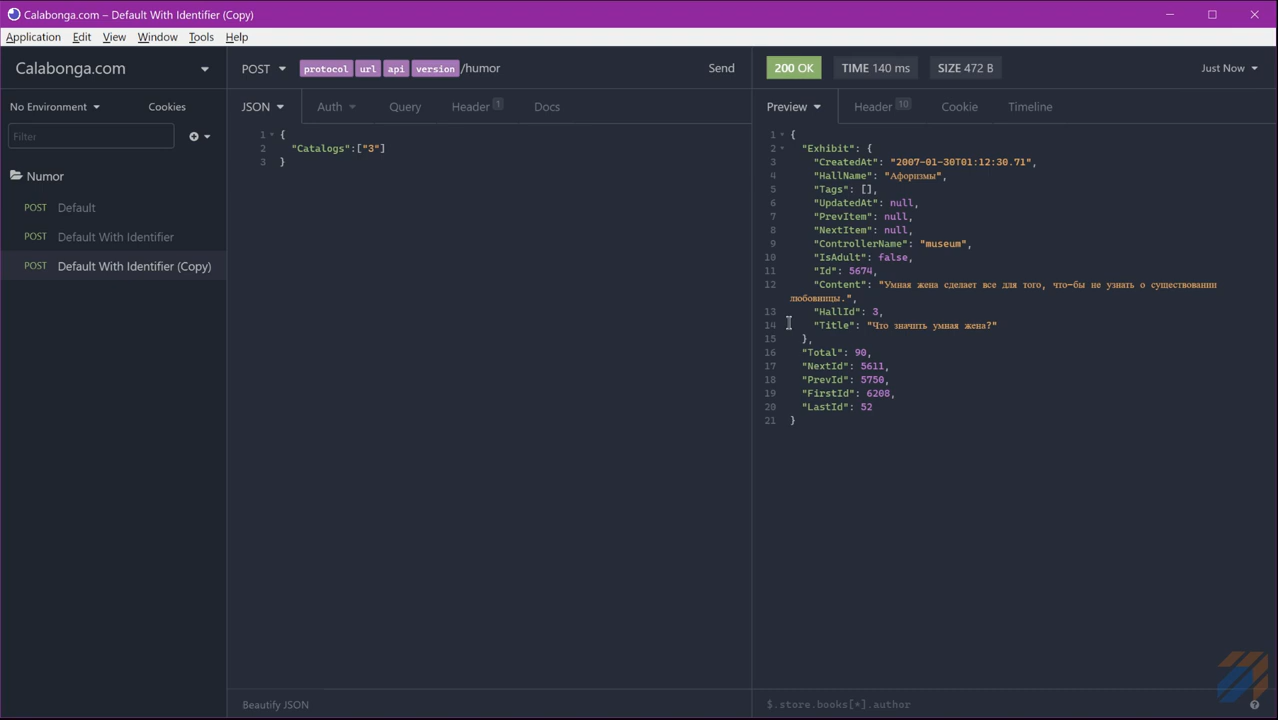 Calabonga.com – Default With Identifier (Copy)
Application Edit View Window Tools Help
Calabonga.com
POST protocol url api version /humor Send
200 OK TIME 140 ms SIZE 472 B Just Now
No Environment Cookies
JSON Auth Query Header 1 Docs
Preview Header 10 Cookie Timeline
Filter
Numor
POST Default
POST Default With Identifier
POST Default With Identifier (Copy)
1 {
2 "Catalogs":["3"]
3 }
Beautify JSON
1 {
2 "Exhibit": {
3 "CreatedAt": "2007-01-30T01:12:30.71",
4 "HallName": "Афоризмы",
5 "Tags": [],
6 "UpdatedAt": null,
7 "PrevItem": null,
8 "NextItem": null,
9 "ControllerName": "museum",
10 "IsAdult": false,
11 "Id": 5674,
12 "Content": "Умная жена сделает все для того, что-бы не узнать о существовании
любовницы.",
13 "HallId": 3,
14 "Title": "Что значить умная жена?"
15 },
16 "Total": 90,
17 "NextId": 5611,
18 "PrevId": 5750,
19 "FirstId": 6208,
20 "LastId": 52
21 }
$.store.books[*].author